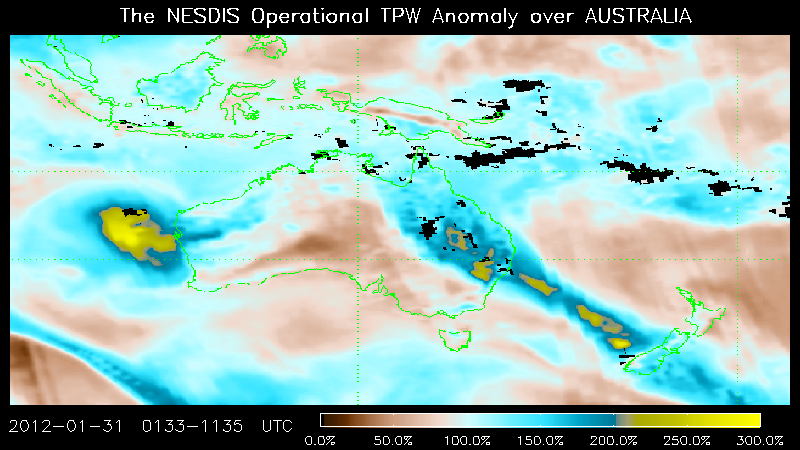 The NESDIS Operational TPW Anomaly over AUSTRALIA
2012-01-31 0133-1135 UTC
0.0% 50.0% 100.0% 150.0% 200.0% 250.0% 300.0%